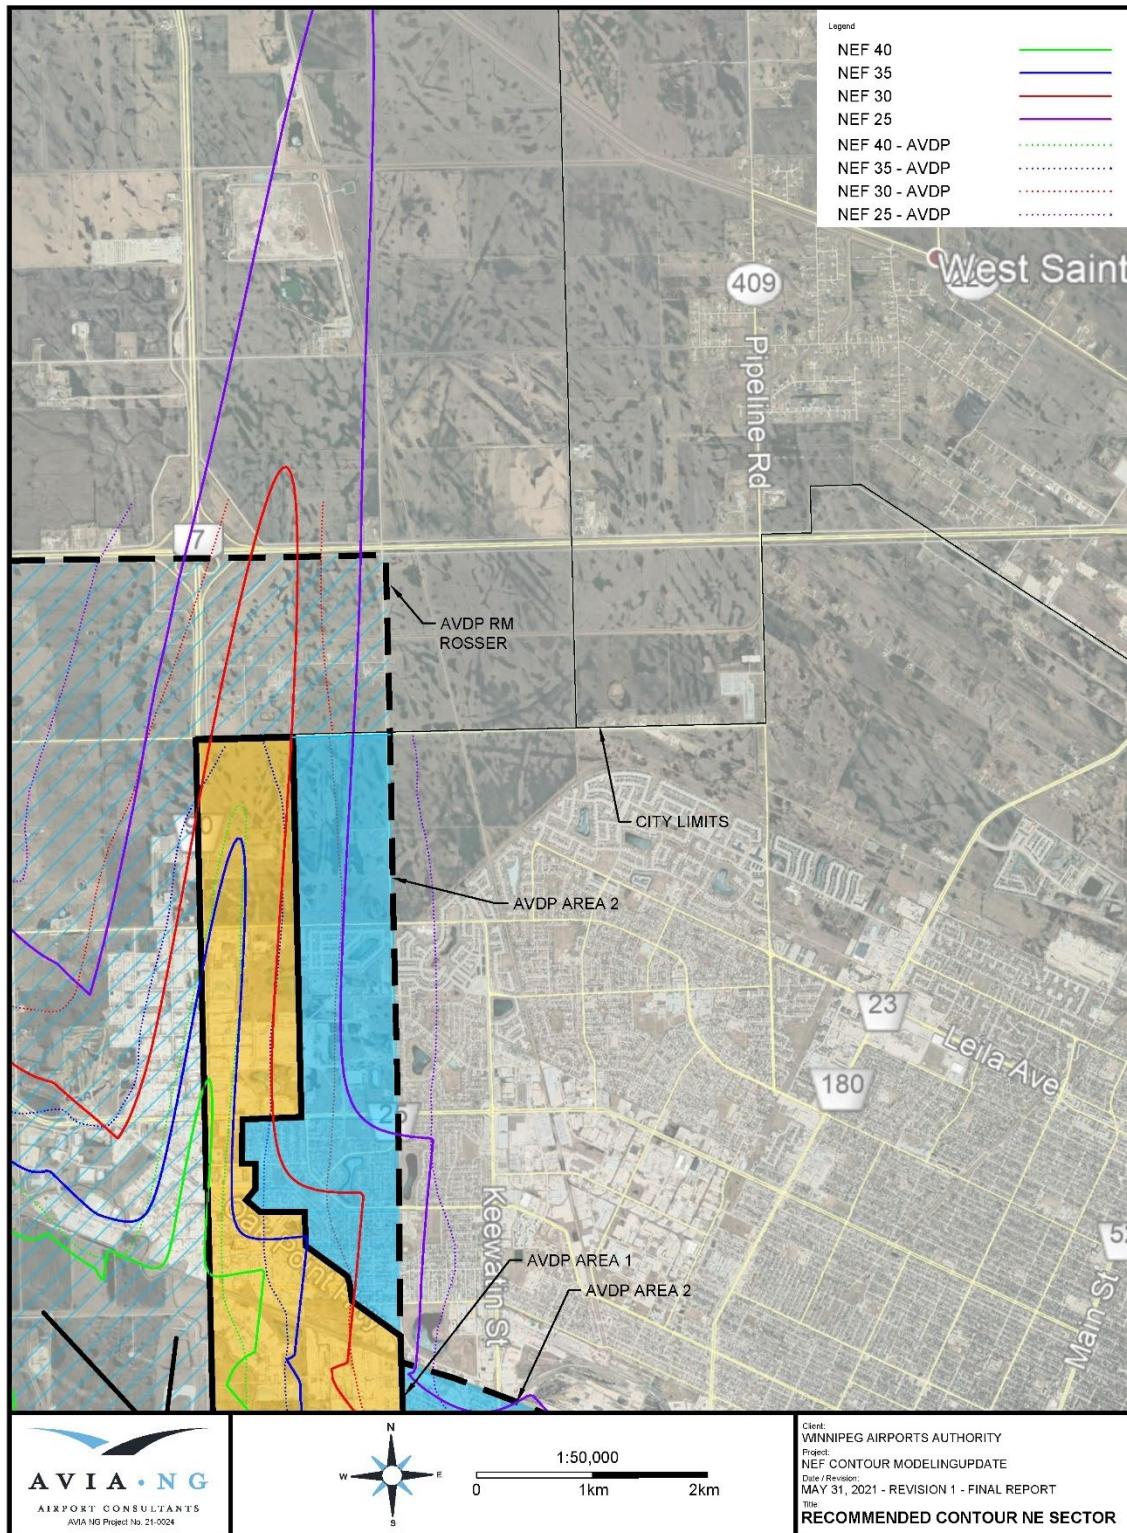 Legend
NEF 40
NEF 35
NEF 30
NEF 25
NEF 40 - AVDP
NEF 35 - AVDP
NEF 30 - AVDP
NEF 25 - AVDP
West Saint
409
Pipeline Rd
7
AVDP RM
ROSSER
CITY LIMITS
90
AVDP AREA 2
23
Leila Ave
180
25
Keewatin St
AVDP AREA 1
AVDP AREA 2
52
Main St
AVIA · NG
AIRPORT CONSULTANTS
AVIA NG Project No. 21-0024
N
W
E
S
1:50,000
0
1km
2km
Client:
WINNIPEG AIRPORTS AUTHORITY
Project:
NEF CONTOUR MODELINGUPDATE
Date / Revision:
MAY 31, 2021 - REVISION 1 - FINAL REPORT
Title:
RECOMMENDED CONTOUR NE SECTOR